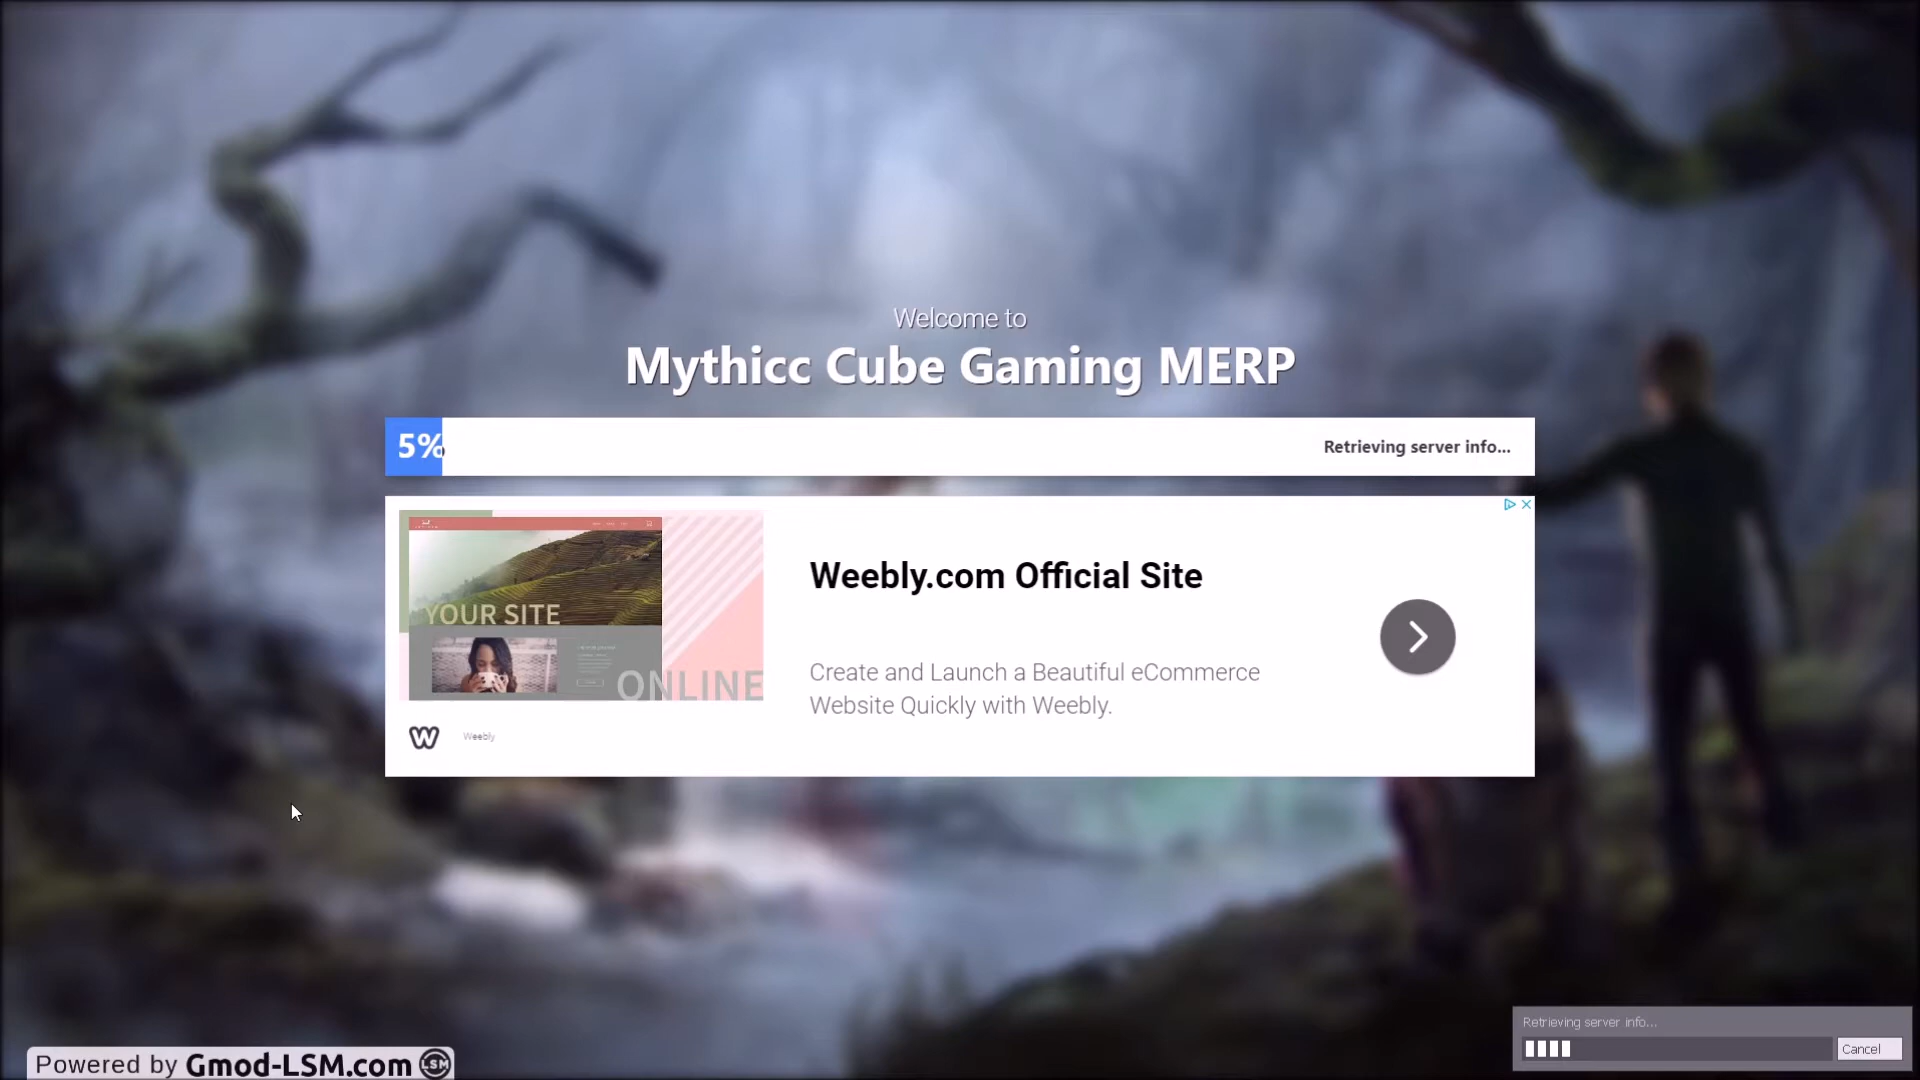 Welcome to
Mythicc Cube Gaming MERP
5%
Retrieving server info...
YOUR SITE
ONLINE
Weebly.com Official Site
Create and Launch a Beautiful eCommerce
Website Quickly with Weebly.
W
Weebly
Retrieving server info...
Cancel
Powered by Gmod-LSM.com LSM